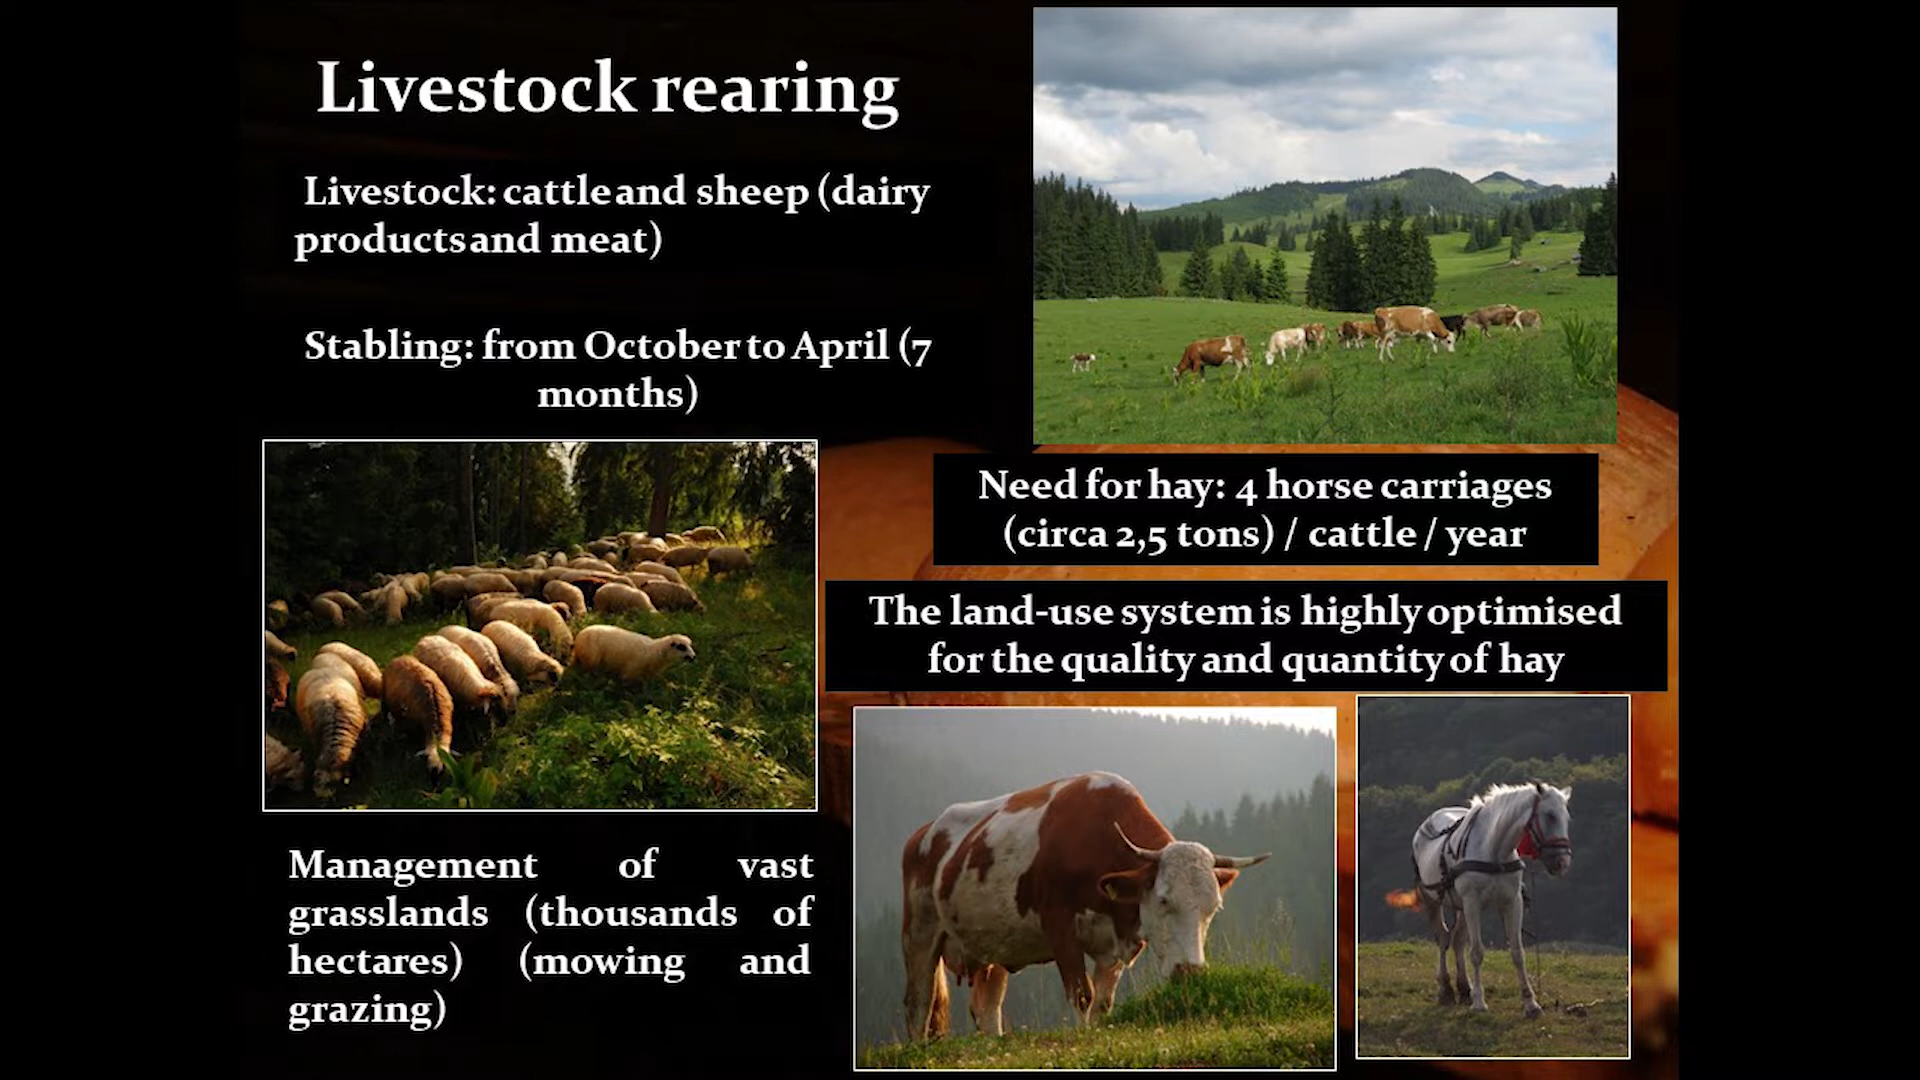 Livestock rearing
Livestock: cattle and sheep (dairy
products and meat)
Stabling: from October to April (7
months)
Need for hay: 4 horse carriages
(circa 2,5 tons) / cattle / year
The land-use system is highly optimised
for the quality and quantity of hay
Management of vast
grasslands (thousands of
hectares) (mowing and
grazing)